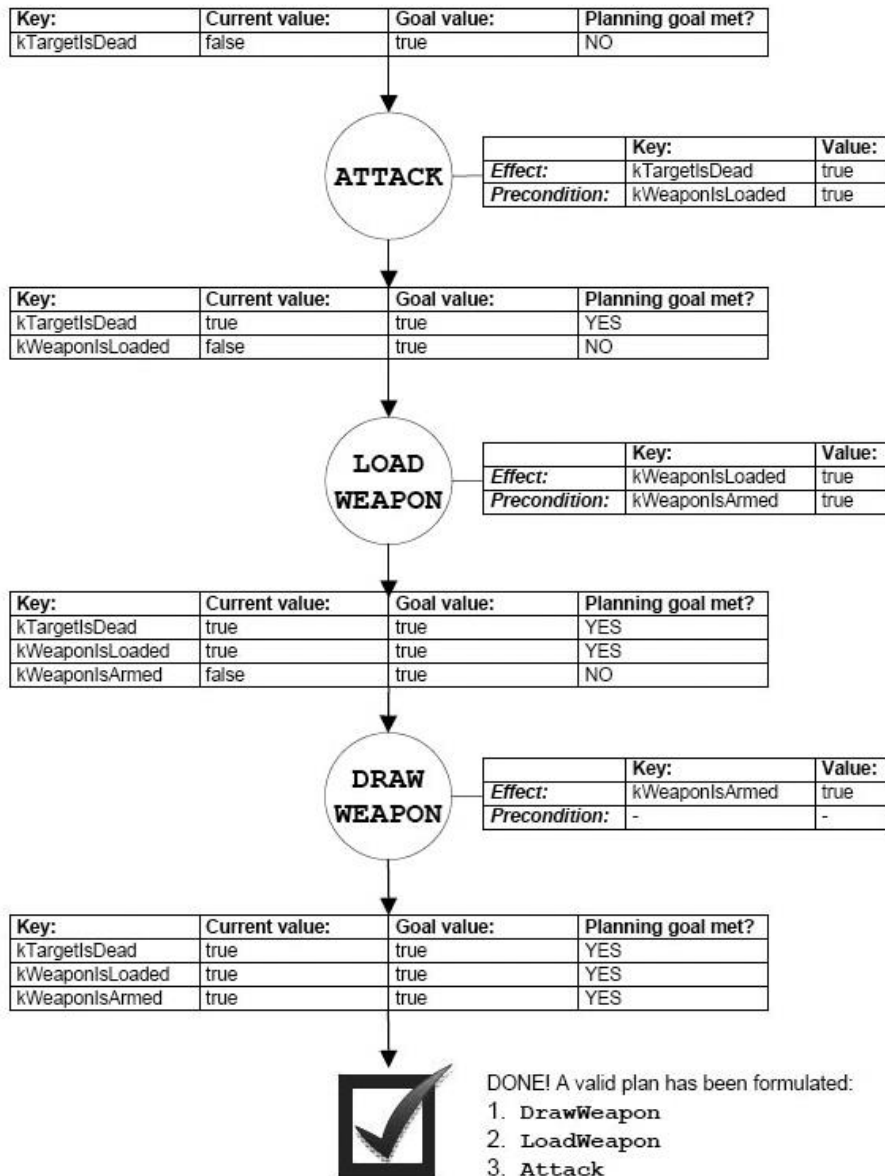 Key: Current value: Goal value: Planning goal met?
kTargetIsDead false true NO
ATTACK
Key: Value:
Effect: kTargetIsDead true
Precondition: kWeaponIsLoaded true
Key: Current value: Goal value: Planning goal met?
kTargetIsDead true true YES
kWeaponIsLoaded false true NO
LOAD
WEAPON
Key: Value:
Effect: kWeaponIsLoaded true
Precondition: kWeaponIsArmed true
Key: Current value: Goal value: Planning goal met?
kTargetIsDead true true YES
kWeaponIsLoaded true true YES
kWeaponIsArmed false true NO
DRAW
WEAPON
Key: Value:
Effect: kWeaponIsArmed true
Precondition: - -
Key: Current value: Goal value: Planning goal met?
kTargetIsDead true true YES
kWeaponIsLoaded true true YES
kWeaponIsArmed true true YES
DONE! A valid plan has been formulated:
1. DrawWeapon
2. LoadWeapon
3. Attack